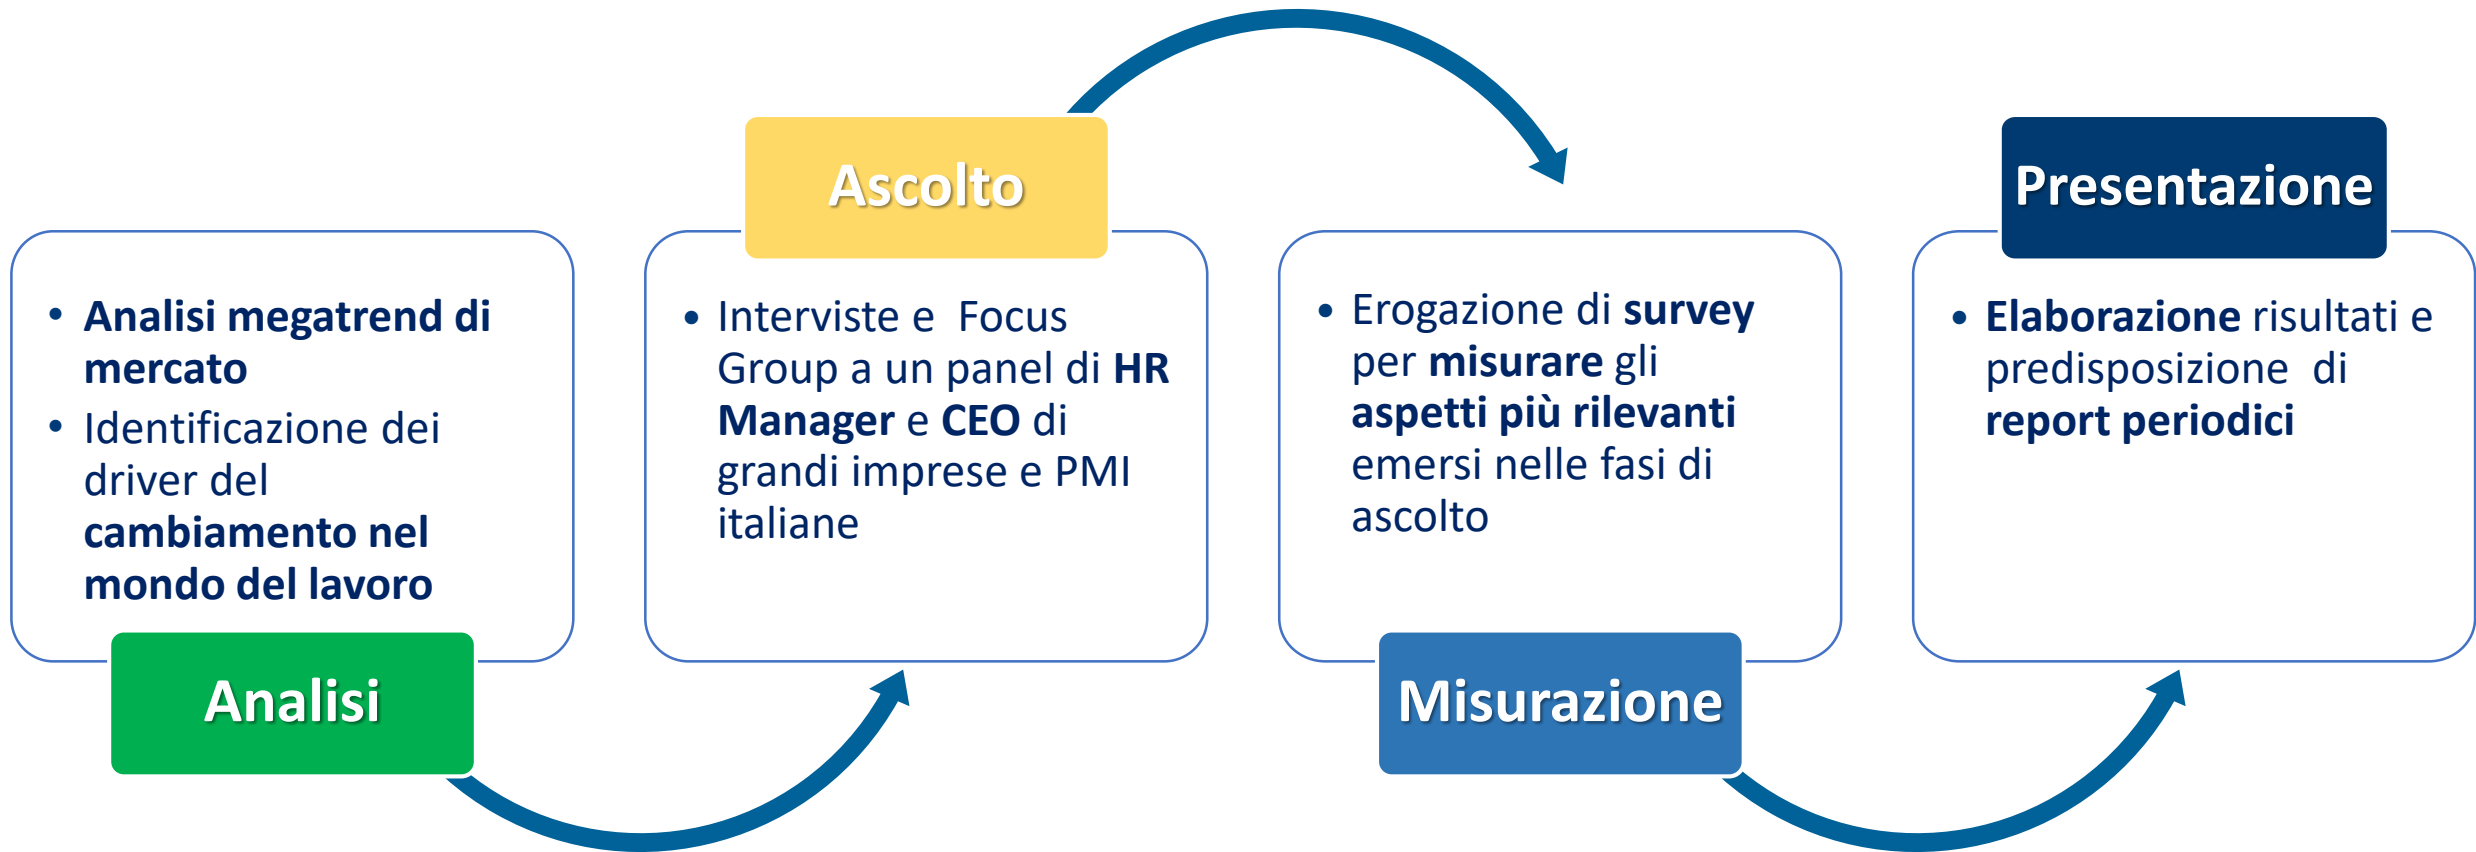 • Analisi megatrend di
mercato
• Identificazione dei
driver del
cambiamento nel
mondo del lavoro
Analisi
Ascolto
• Interviste e  Focus
Group a un panel di HR
Manager e CEO di
grandi imprese e PMI
italiane
• Erogazione di survey
per misurare gli
aspetti più rilevanti
emersi nelle fasi di
ascolto
Misurazione
Presentazione
• Elaborazione risultati e
predisposizione  di
report periodici